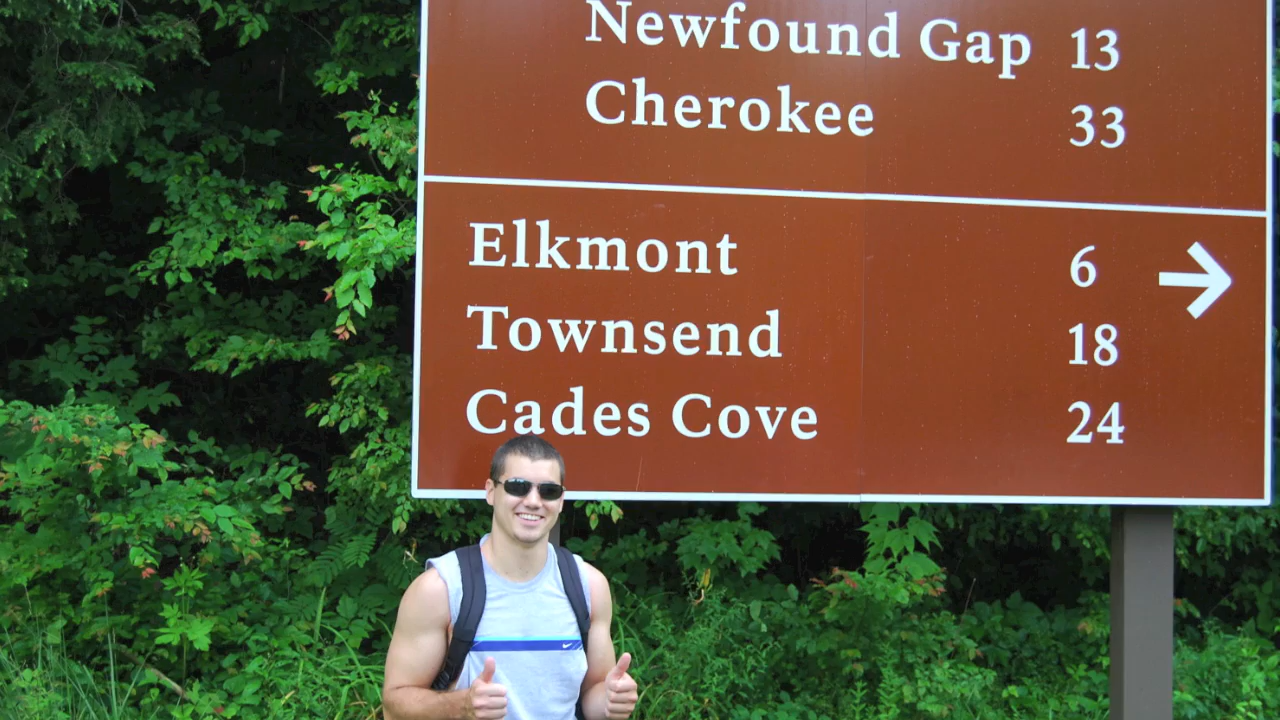 Newfound Gap 13
Cherokee 33
Elkmont 6
Townsend 18
Cades Cove 24